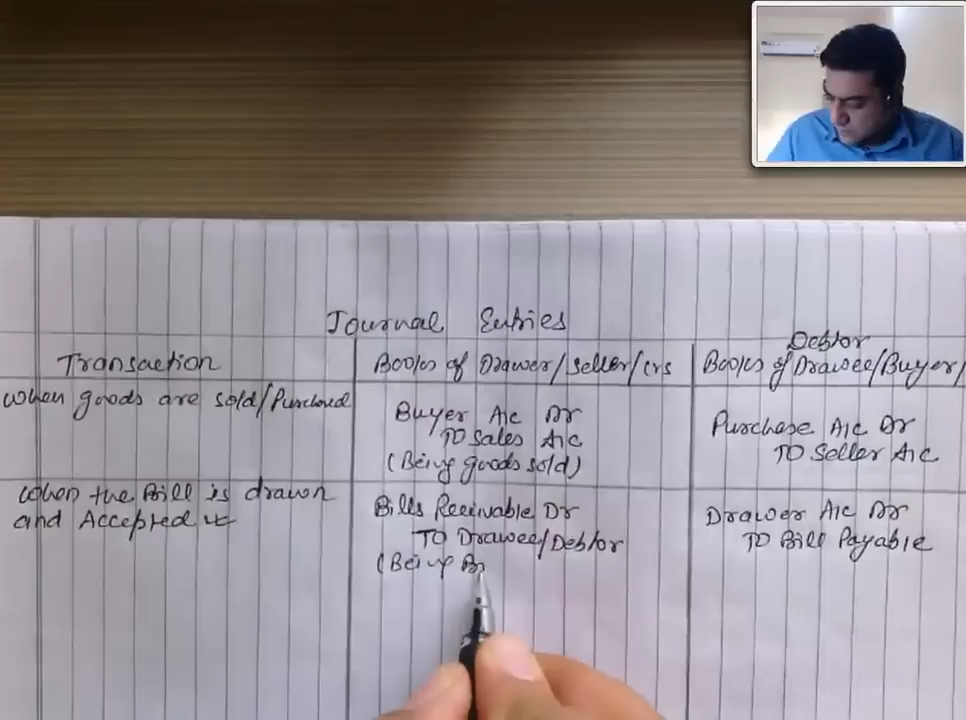 Journal Entries
Transaction
Books of Drawer/Seller/crs
Debtor
Books of Drawee/Buyer/
when goods are sold/Purchased
Buyer A/c Dr
TO Sales A/c
(Being goods sold)
Purchase A/c Dr
TO Seller A/c
when the Bill is drawn
and Accepted
Bills Receivable Dr
TO Drawee/Debtor
(Being B
Drawer A/c Dr
TO Bill Payable